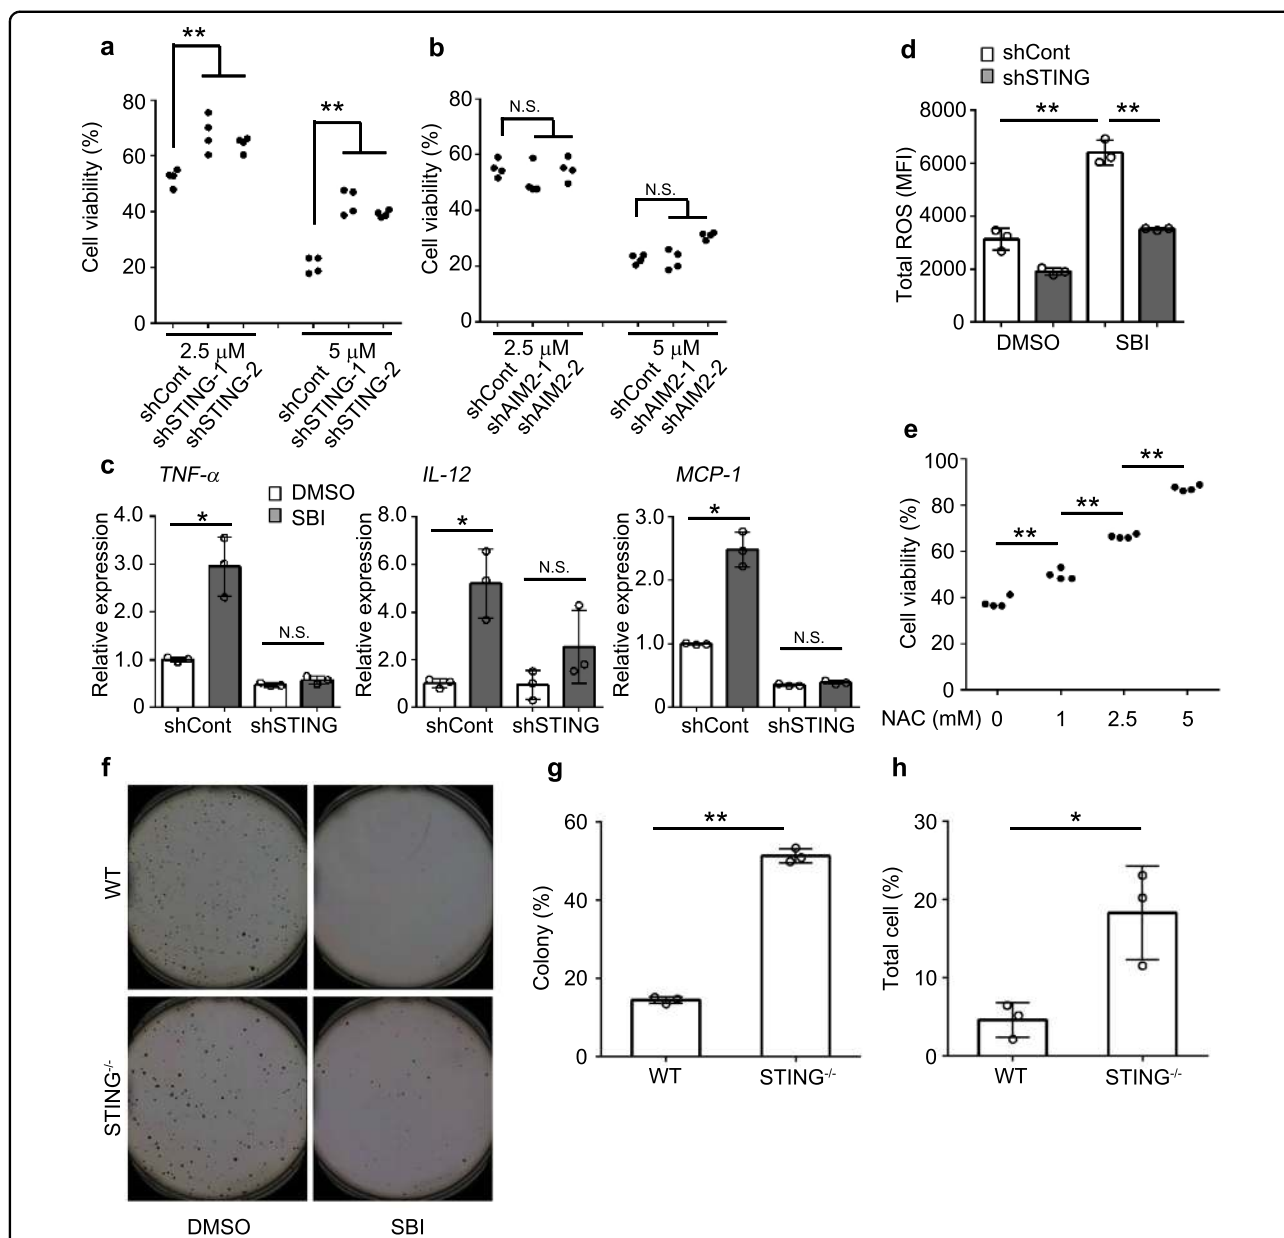 a
**
**
Cell viability (%)
80
60
40
20
0
2.5 μM
5 μM
shCont
shSTING-1
shSTING-2
shCont
shSTING-1
shSTING-2
b
N.S.
N.S.
Cell viability (%)
80
60
40
20
0
2.5 μM
5 μM
shCont
shAIM2-1
shAIM2-2
shCont
shAIM2-1
shAIM2-2
d
shCont
shSTING
**
**
Total ROS (MFI)
8000
6000
4000
2000
0
DMSO
SBI
c
TNF-α
DMSO
SBI
Relative expression
4.0
3.0
2.0
1.0
0
*
N.S.
shCont
shSTING
IL-12
Relative expression
8.0
6.0
4.0
2.0
0
*
N.S.
shCont
shSTING
MCP-1
Relative expression
3.0
2.0
1.0
0
*
N.S.
shCont
shSTING
e
**
**
**
Cell viability (%)
100
80
60
40
20
0
NAC (mM) 0 1 2.5 5
f
WT
STING-/-
DMSO
SBI
g
**
Colony (%)
60
40
20
0
WT
STING-/-
h
*
Total cell (%)
30
20
10
0
WT
STING-/-